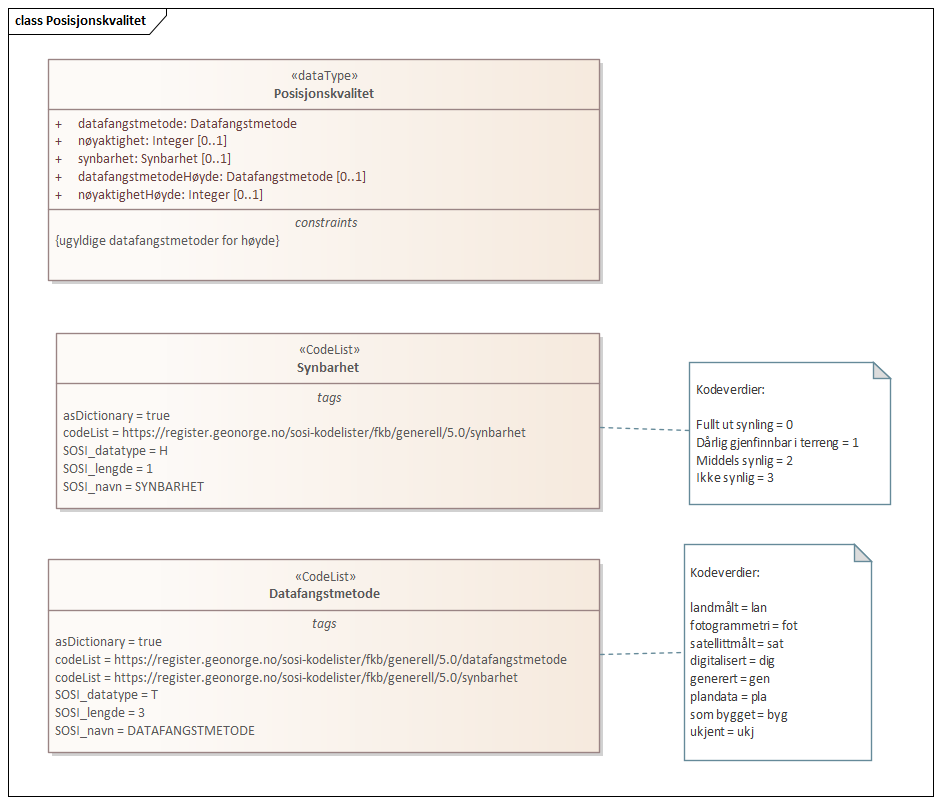 class Posisjonskvalitet
«dataType»
Posisjonskvalitet
+ datafangstmetode: Datafangstmetode
+ nøyaktighet: Integer [0..1]
+ synbarhet: Synbarhet [0..1]
+ datafangstmetodeHøyde: Datafangstmetode [0..1]
+ nøyaktighetHøyde: Integer [0..1]
constraints
{ugyldige datafangstmetoder for høyde}
«CodeList»
Synbarhet
tags
asDictionary = true
codeList = https://register.geonorge.no/sosi-kodelister/fkb/generell/5.0/synbarhet
SOSI_datatype = H
SOSI_lengde = 1
SOSI_navn = SYNBARHET
Kodeverdier:
Fullt ut synling = 0
Dårlig gjenfinnbar i terreng = 1
Middels synlig = 2
Ikke synlig = 3
«CodeList»
Datafangstmetode
tags
asDictionary = true
codeList = https://register.geonorge.no/sosi-kodelister/fkb/generell/5.0/datafangstmetode
codeList = https://register.geonorge.no/sosi-kodelister/fkb/generell/5.0/synbarhet
SOSI_datatype = T
SOSI_lengde = 3
SOSI_navn = DATAFANGSTMETODE
Kodeverdier:
landmålt = lan
fotogrammetri = fot
satellittmålt = sat
digitalisert = dig
generert = gen
plandata = pla
som bygget = byg
ukjent = ukj